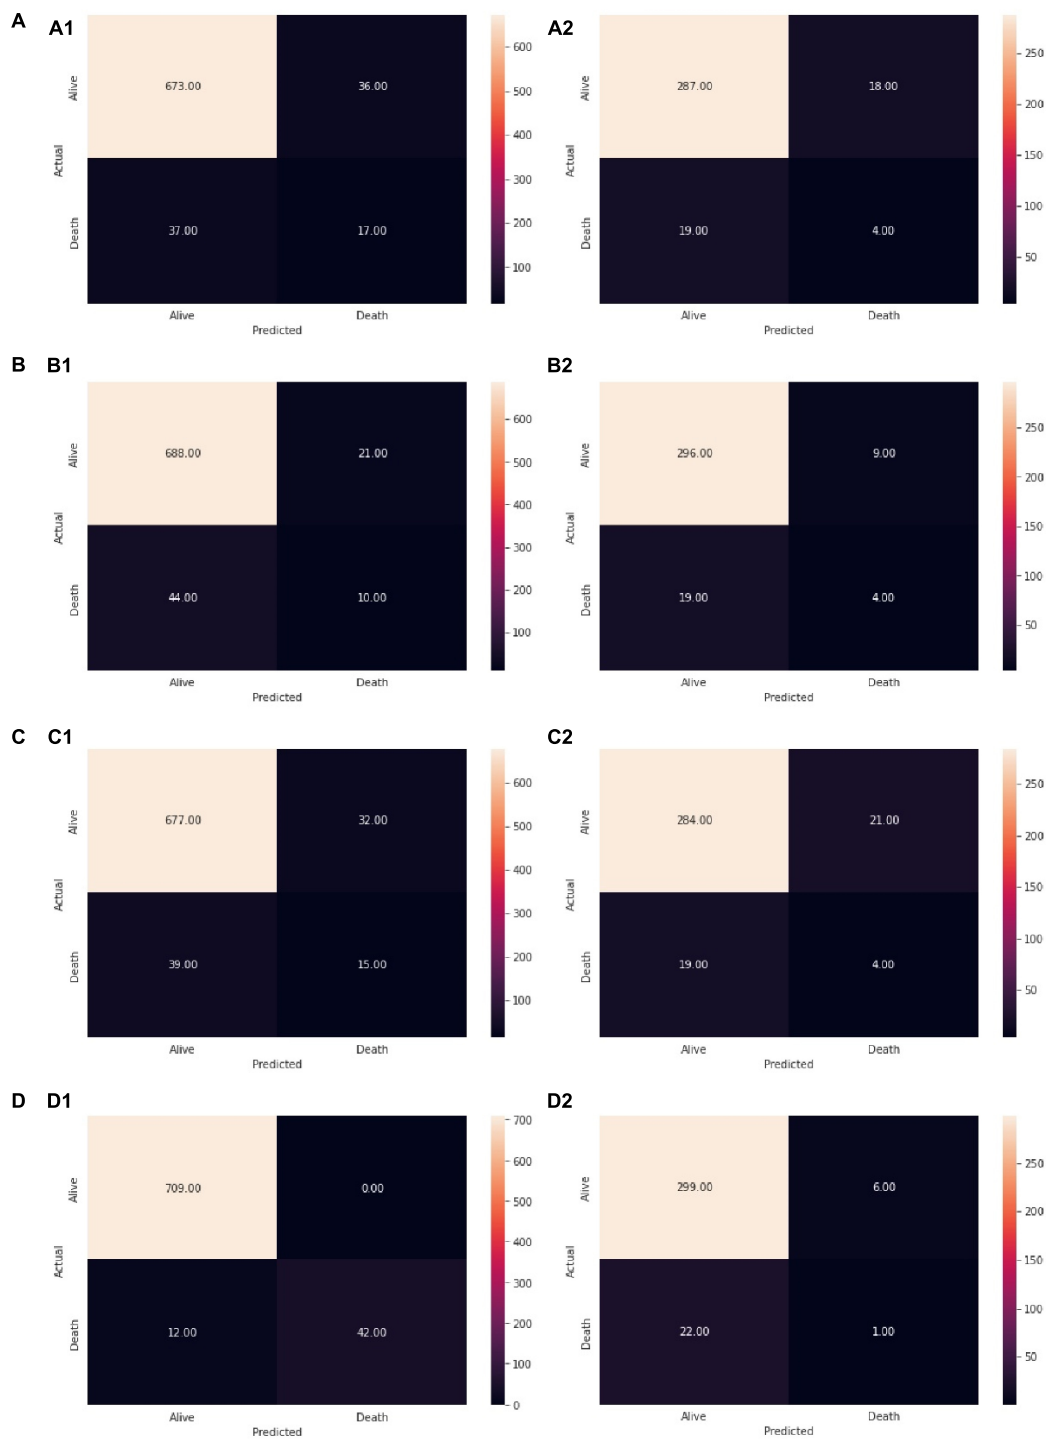 A A1 A2
600
500
400
300
200
100
250
200
150
100
50
Alive
Actual
Death
673.00 36.00
37.00 17.00
Alive Death
Predicted
Alive
Actual
Death
287.00 18.00
19.00 4.00
Alive Death
Predicted
B B1 B2
600
500
400
300
200
100
250
200
150
100
50
Alive
Actual
Death
688.00 21.00
44.00 10.00
Alive Death
Predicted
Alive
Actual
Death
296.00 9.00
19.00 4.00
Alive Death
Predicted
C C1 C2
600
500
400
300
200
100
250
200
150
100
50
Alive
Actual
Death
677.00 32.00
39.00 15.00
Alive Death
Predicted
Alive
Actual
Death
284.00 21.00
19.00 4.00
Alive Death
Predicted
D D1 D2
700
600
500
400
300
200
100
0
250
200
150
100
50
Alive
Actual
Death
709.00 0.00
12.00 42.00
Alive Death
Predicted
Alive
Actual
Death
299.00 6.00
22.00 1.00
Alive Death
Predicted